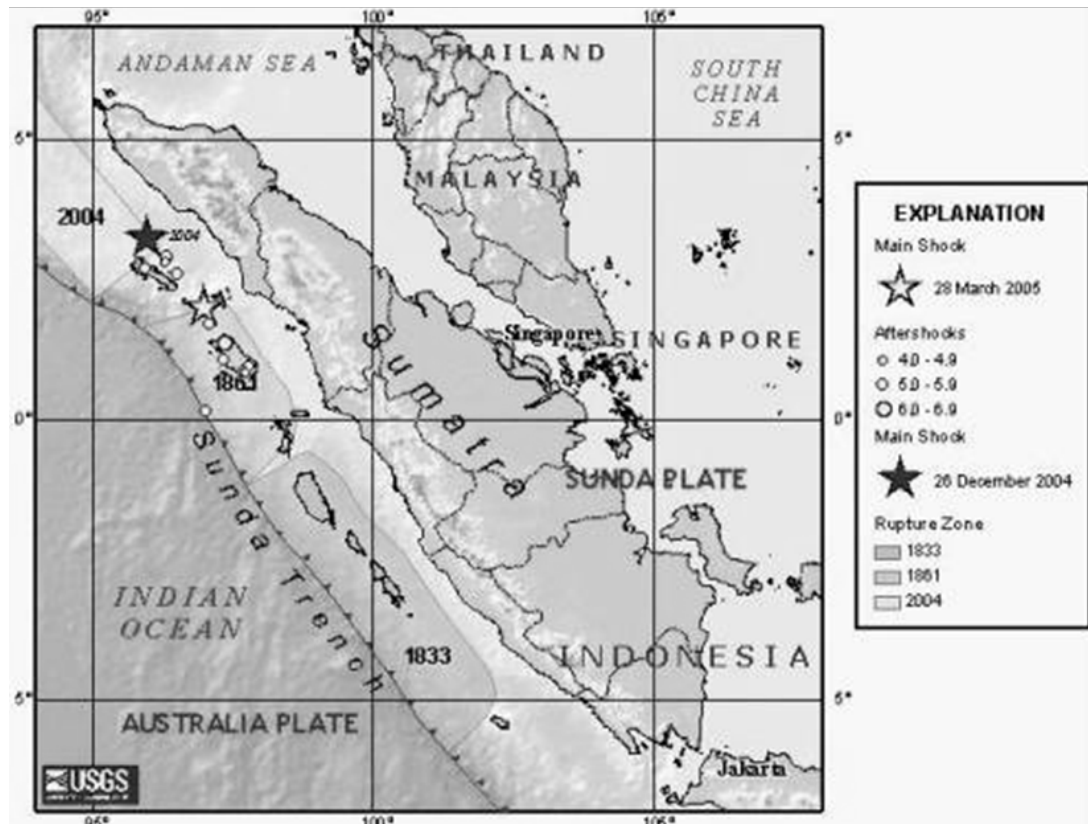 95°
100°
105°
ANDAMAN SEA
THAILAND
SOUTH
CHINA
SEA
5°
5°
MALAYSIA
2004
2004
EXPLANATION
Main Shock
28 March 2005
Singapore
SINGAPORE
Aftershocks
4.0 - 4.9
5.0 - 5.9
6.0 - 6.9
1861
Sumatra
0°
0°
Main Shock
26 December 2004
SUNDA PLATE
Sunda Trench
Rupture Zone
1833
1861
2004
INDIAN
OCEAN
1833
INDONESIA
5°
5°
AUSTRALIA PLATE
Jakarta
USGS
95°
100°
105°